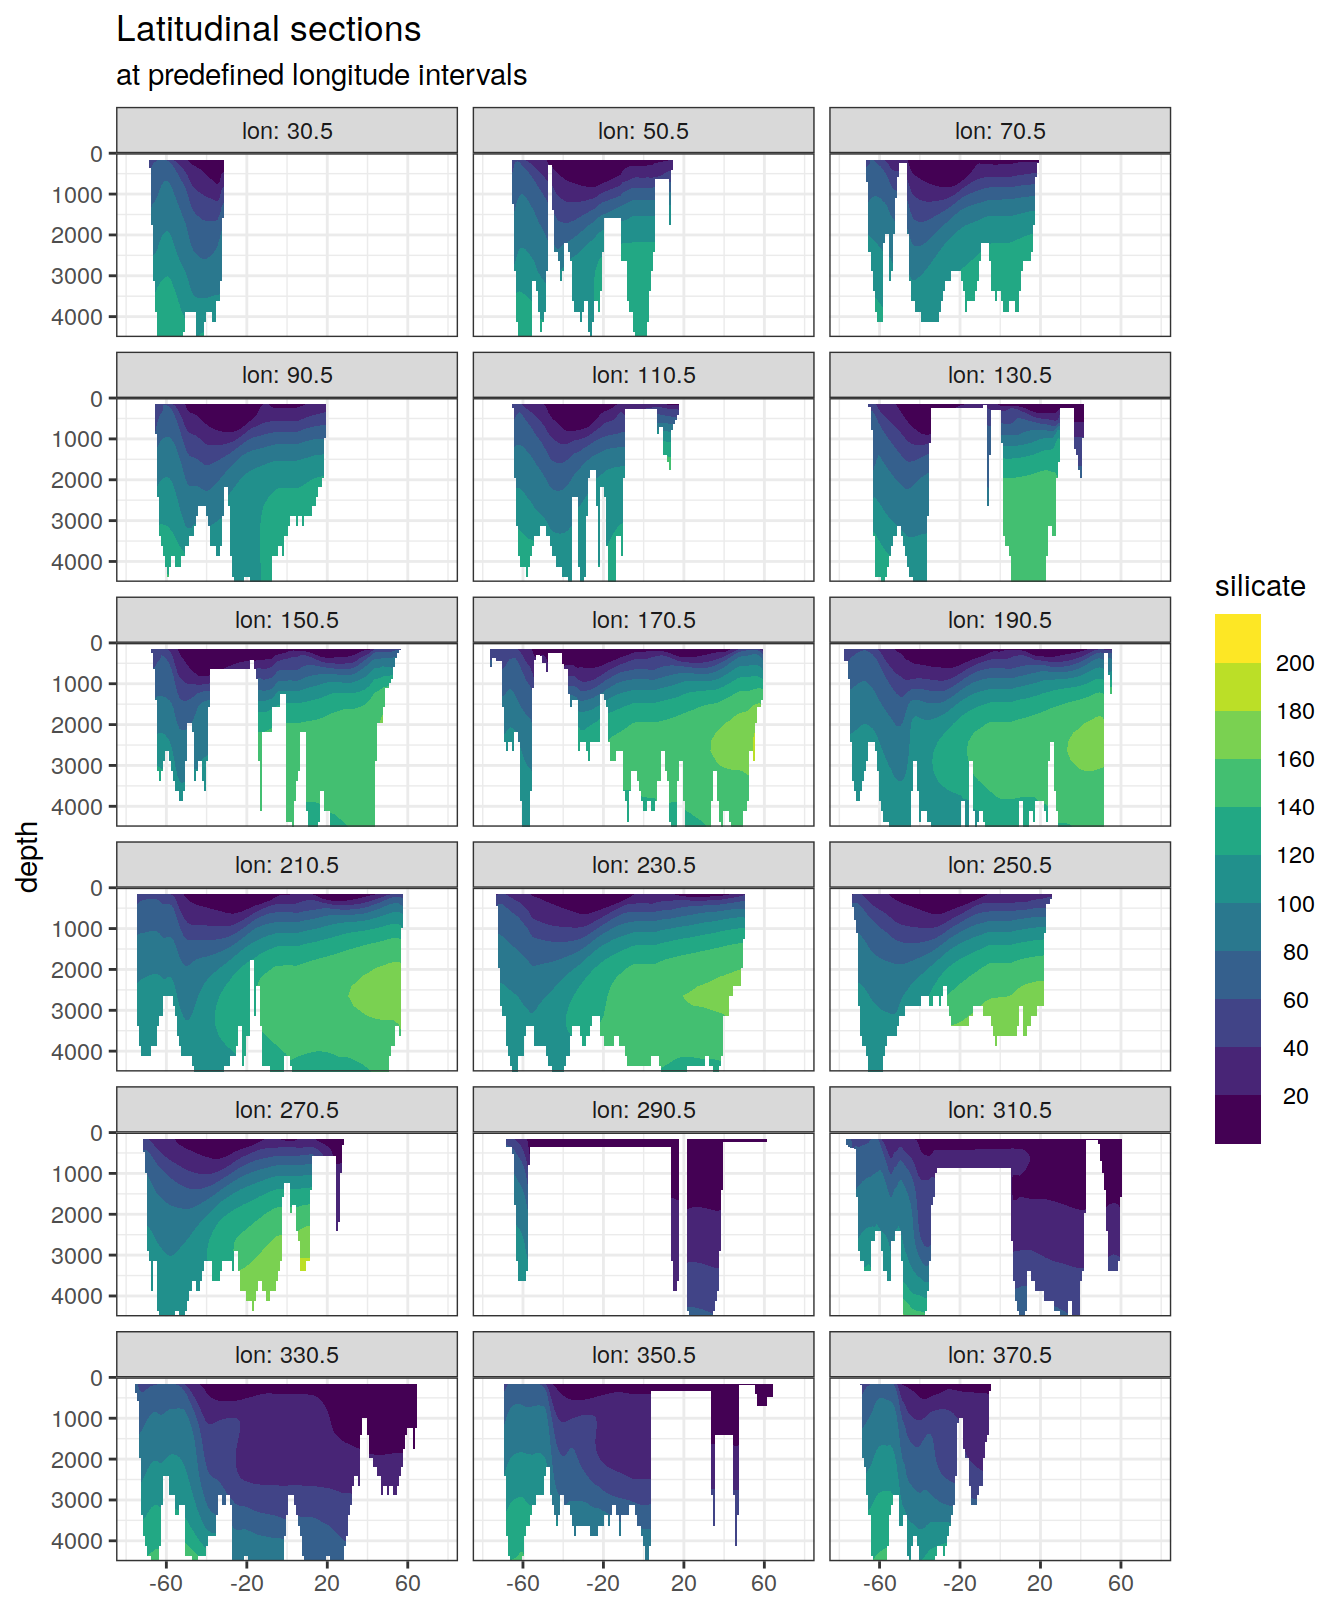 Latitudinal sections
at predefined longitude intervals
lon: 30.5
lon: 50.5
lon: 70.5
0
1000
2000
3000
4000
lon: 90.5
lon: 110.5
lon: 130.5
0
1000
2000
3000
4000
lon: 150.5
lon: 170.5
lon: 190.5
0
1000
2000
3000
4000
lon: 210.5
lon: 230.5
lon: 250.5
0
1000
2000
3000
4000
lon: 270.5
lon: 290.5
lon: 310.5
0
1000
2000
3000
4000
lon: 330.5
lon: 350.5
lon: 370.5
0
1000
2000
3000
4000
-60 -20 20 60
-60 -20 20 60
-60 -20 20 60
depth
silicate
200
180
160
140
120
100
80
60
40
20